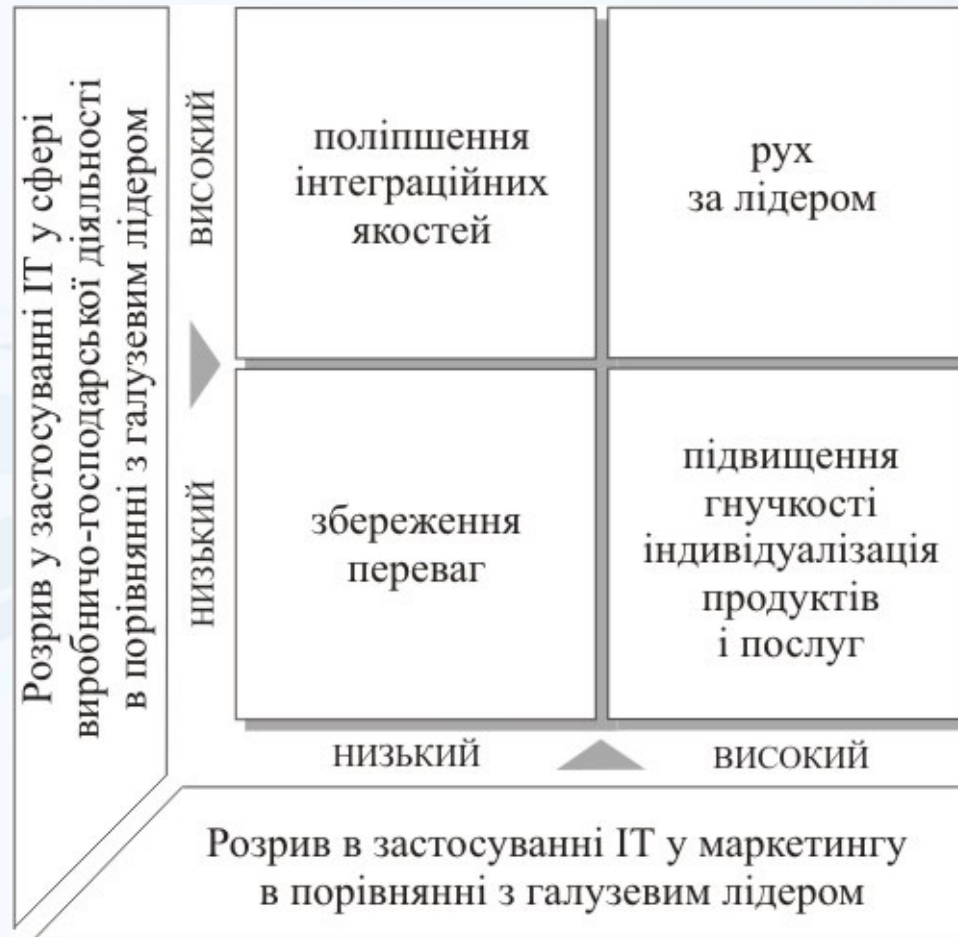 Розрив у застосуванні ІТ у сфері
виробничо-господарської діяльності
в порівнянні з галузевим лідером
ВИСОКИЙ
НИЗЬКИЙ
поліпшення
інтеграційних
якостей
рух
за лідером
збереження
переваг
підвищення
гнучкості
індивідуалізація
продуктів
і послуг
НИЗЬКИЙ
ВИСОКИЙ
Розрив в застосуванні ІТ у маркетингу
в порівнянні з галузевим лідером